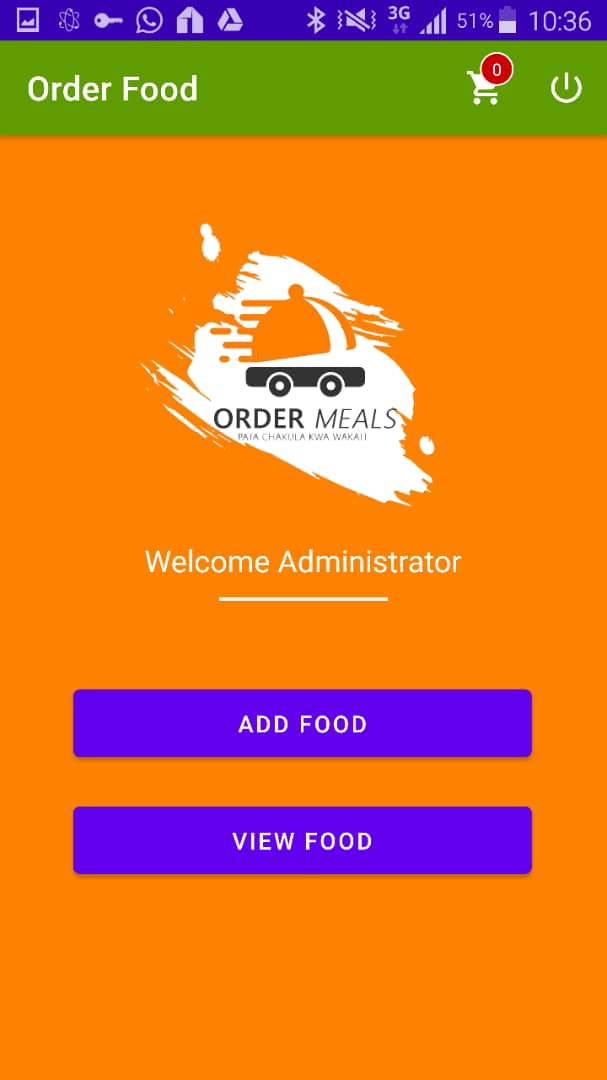 3G 51% 10:36
Order Food 0
ORDER MEALS
PATA CHAKULA KWA WAKATI
Welcome Administrator
ADD FOOD
VIEW FOOD